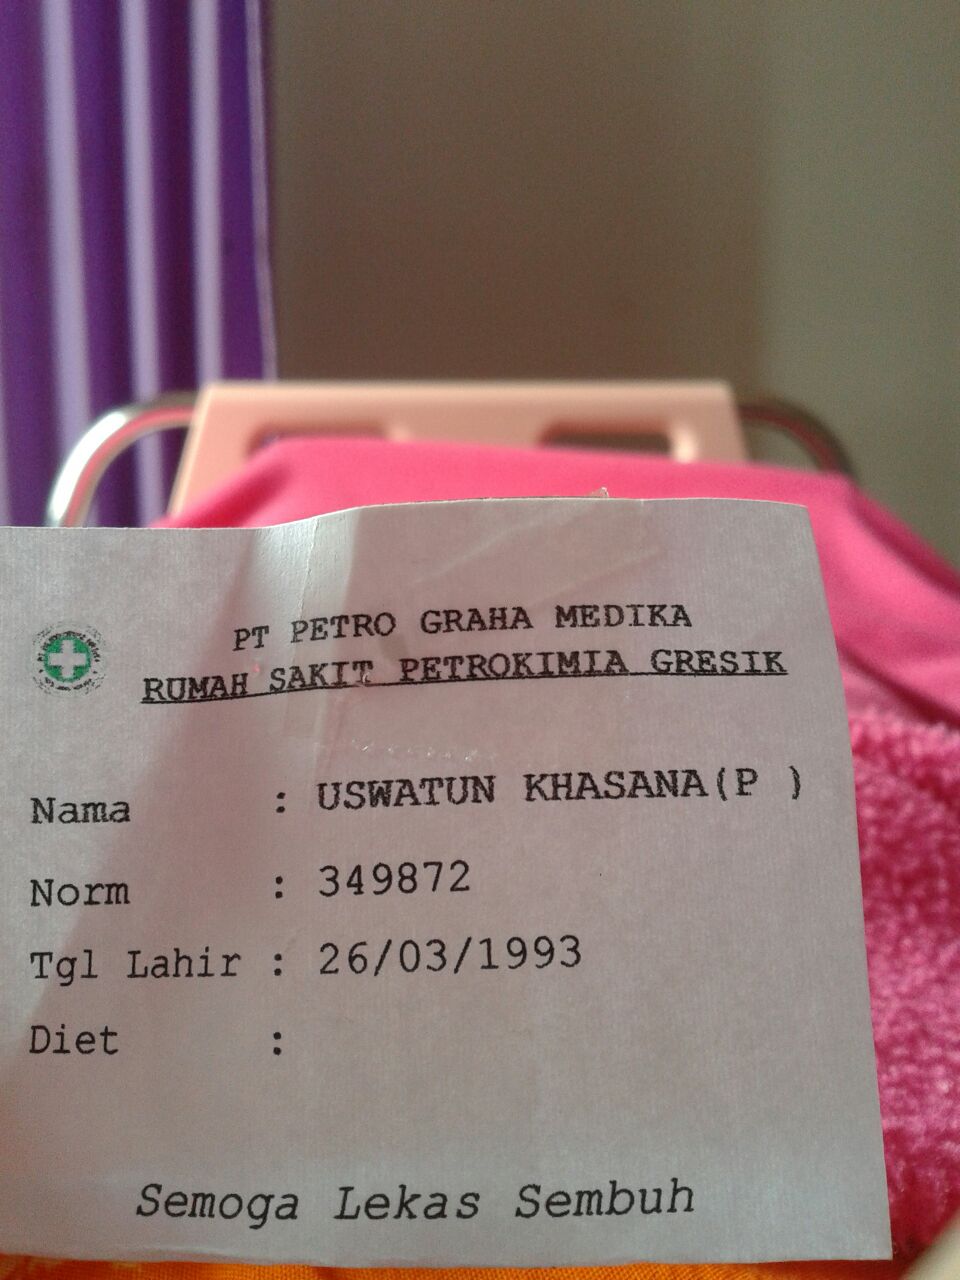 PT PETRO GRAHA MEDIKA
RUMAH SAKIT PETROKIMIA GRESIK
Nama : USWATUN KHASANA(P )
Norm : 349872
Tgl Lahir : 26/03/1993
Diet :
Semoga Lekas Sembuh